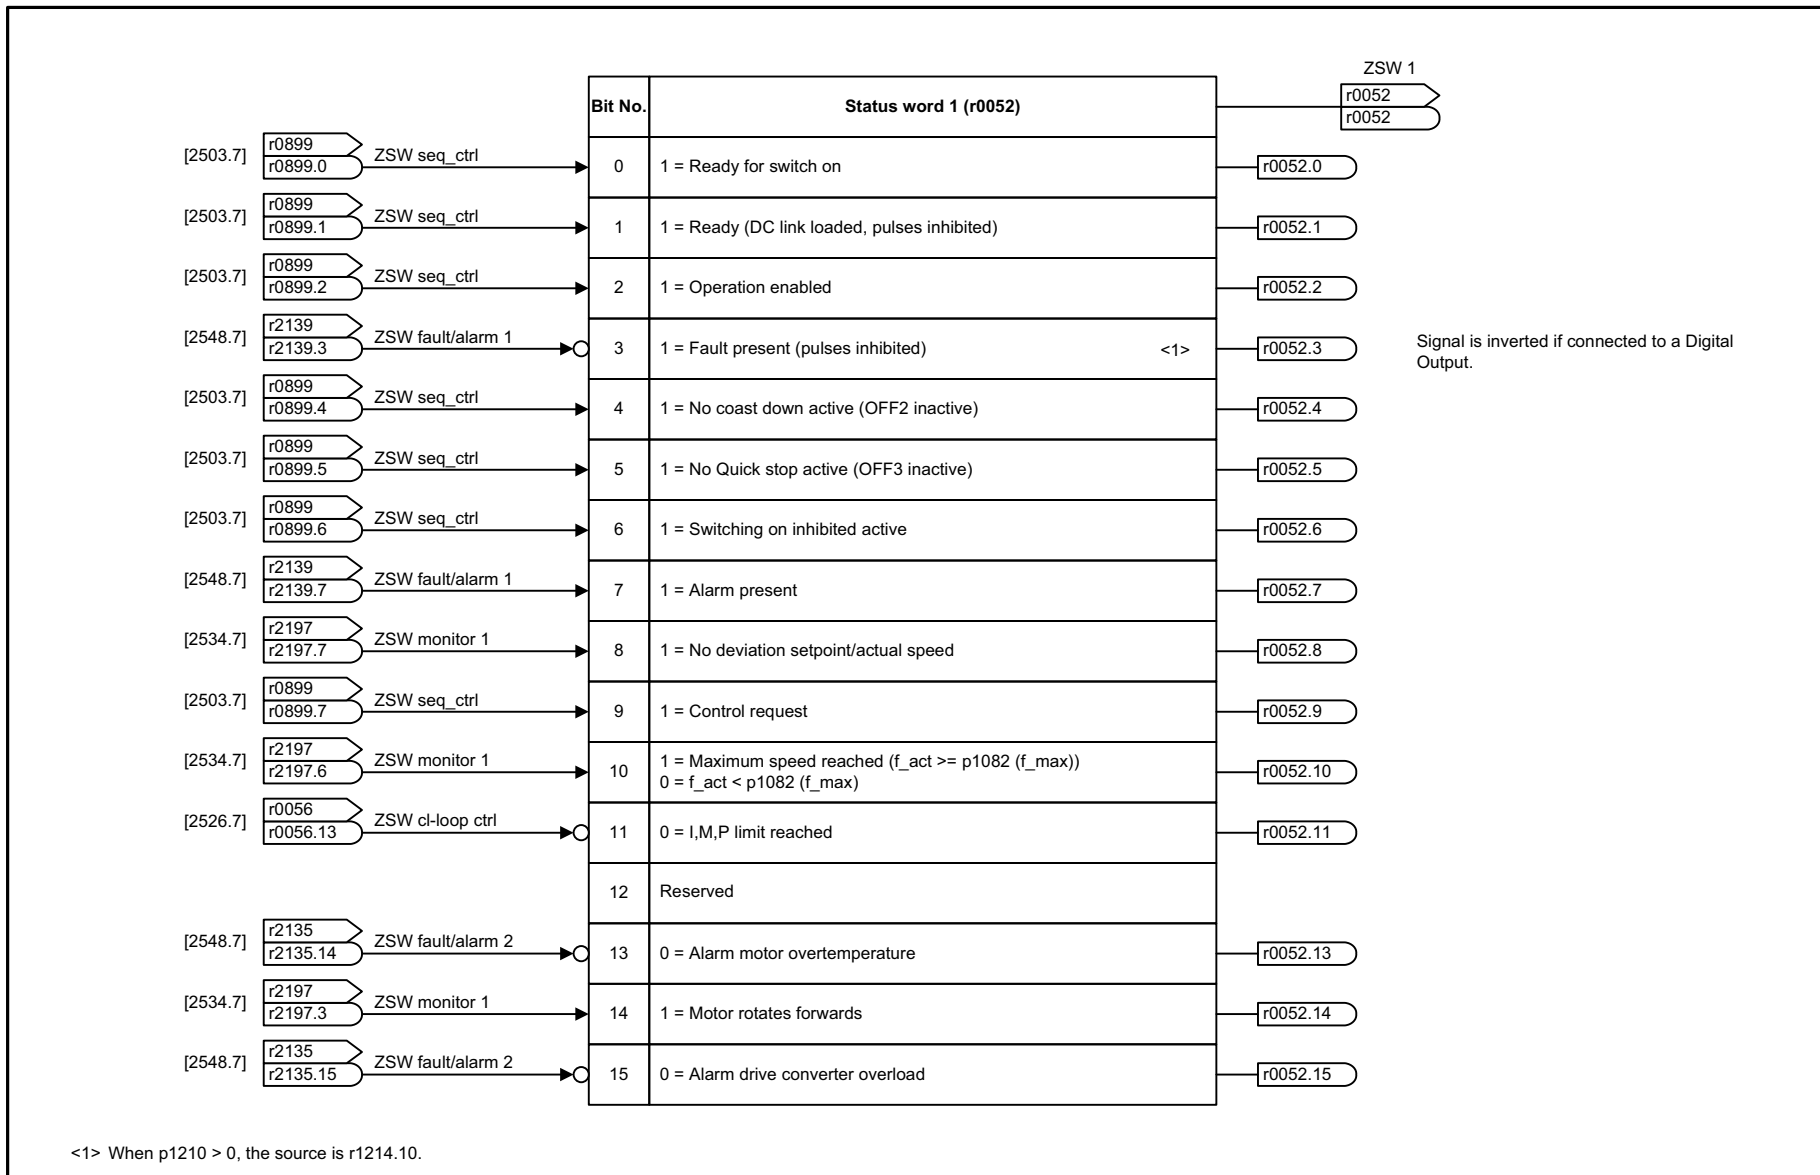 ZSW 1
Bit No. Status word 1 (r0052) r0052
r0052
[2503.7] r0899 ZSW seq_ctrl
r0899.0 0 1 = Ready for switch on r0052.0
[2503.7] r0899 ZSW seq_ctrl
r0899.1 1 1 = Ready (DC link loaded, pulses inhibited) r0052.1
[2503.7] r0899 ZSW seq_ctrl
r0899.2 2 1 = Operation enabled r0052.2
[2548.7] r2139 ZSW fault/alarm 1
r2139.3 3 1 = Fault present (pulses inhibited) <1> r0052.3
Signal is inverted if connected to a Digital
Output.
[2503.7] r0899 ZSW seq_ctrl
r0899.4 4 1 = No coast down active (OFF2 inactive) r0052.4
[2503.7] r0899 ZSW seq_ctrl
r0899.5 5 1 = No Quick stop active (OFF3 inactive) r0052.5
[2503.7] r0899 ZSW seq_ctrl
r0899.6 6 1 = Switching on inhibited active r0052.6
[2548.7] r2139 ZSW fault/alarm 1
r2139.7 7 1 = Alarm present r0052.7
[2534.7] r2197 ZSW monitor 1
r2197.7 8 1 = No deviation setpoint/actual speed r0052.8
[2503.7] r0899 ZSW seq_ctrl
r0899.7 9 1 = Control request r0052.9
[2534.7] r2197 ZSW monitor 1
r2197.6 10 1 = Maximum speed reached (f_act >= p1082 (f_max))
0 = f_act < p1082 (f_max) r0052.10
[2526.7] r0056 ZSW cl-loop ctrl
r0056.13 11 0 = I,M,P limit reached r0052.11
12 Reserved
[2548.7] r2135 ZSW fault/alarm 2
r2135.14 13 0 = Alarm motor overtemperature r0052.13
[2534.7] r2197 ZSW monitor 1
r2197.3 14 1 = Motor rotates forwards r0052.14
[2548.7] r2135 ZSW fault/alarm 2
r2135.15 15 0 = Alarm drive converter overload r0052.15
<1> When p1210 > 0, the source is r1214.10.